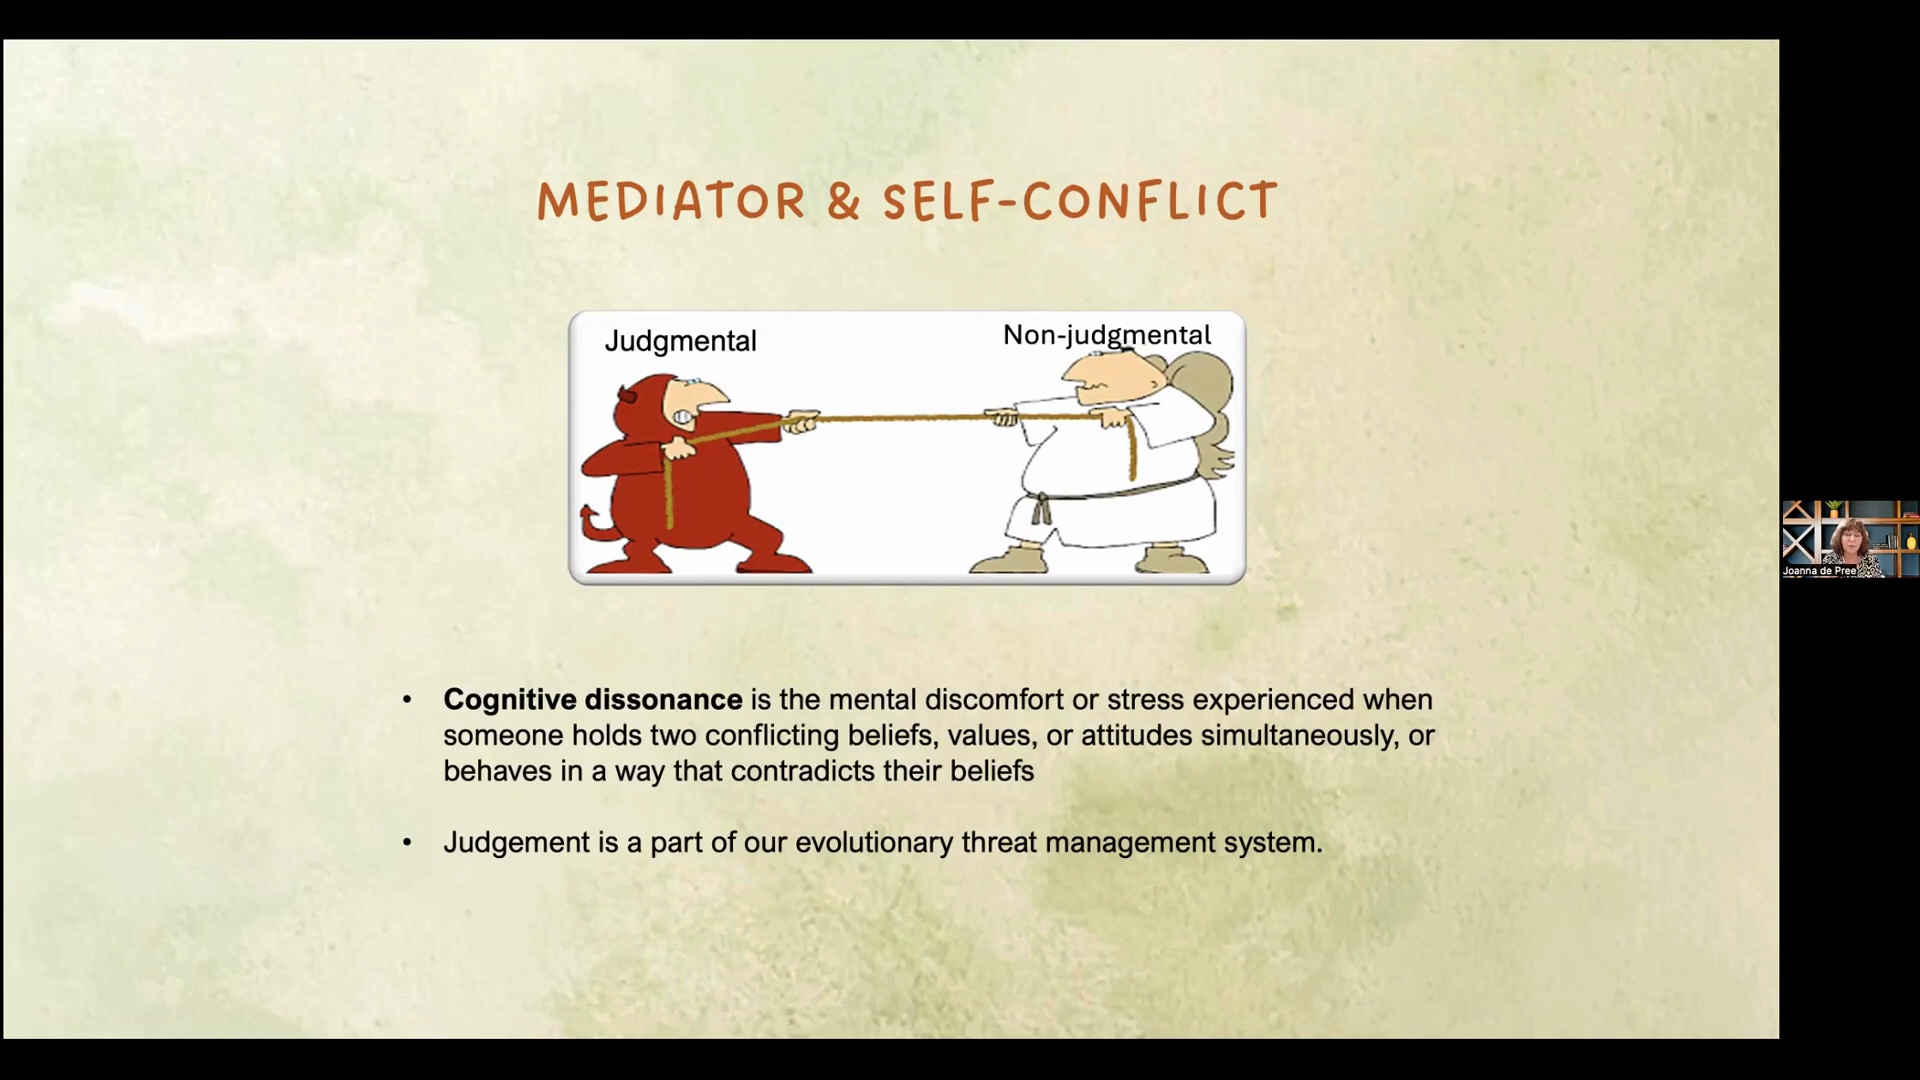 MEDIATOR & SELF-CONFLICT
Judgmental
Non-judgmental
• Cognitive dissonance is the mental discomfort or stress experienced when
someone holds two conflicting beliefs, values, or attitudes simultaneously, or
behaves in a way that contradicts their beliefs
• Judgement is a part of our evolutionary threat management system.
Joanna de Pree